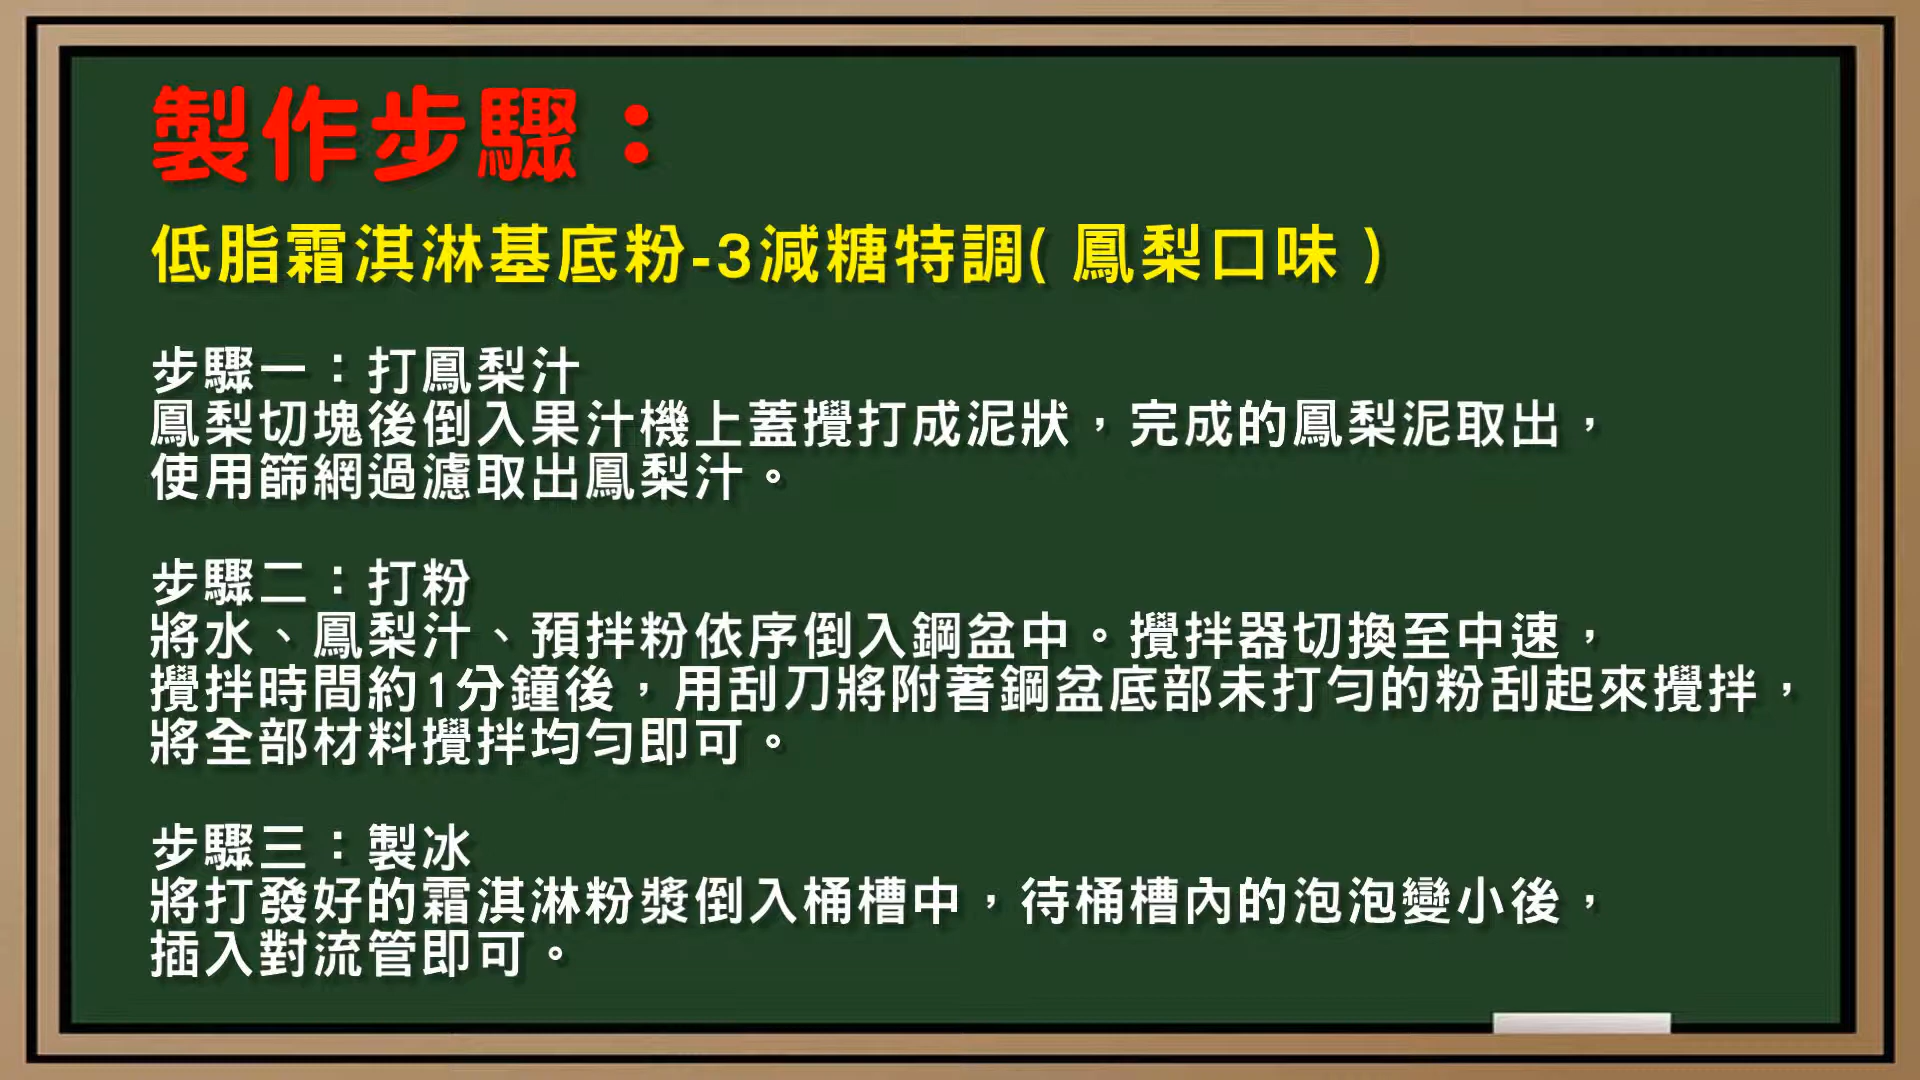 製作步驟：
低脂霜淇淋基底粉-3減糖特調( 鳳梨口味 )
步驟一：打鳳梨汁
鳳梨切塊後倒入果汁機上蓋攪打成泥狀，完成的鳳梨泥取出，
使用篩網過濾取出鳳梨汁。
步驟二：打粉
將水、鳳梨汁、預拌粉依序倒入鋼盆中。攪拌器切換至中速，
攪拌時間約1分鐘後，用刮刀將附著鋼盆底部未打勻的粉刮起來攪拌，
將全部材料攪拌均勻即可。
步驟三：製冰
將打發好的霜淇淋粉漿倒入桶槽中，待桶槽內的泡泡變小後，
插入對流管即可。